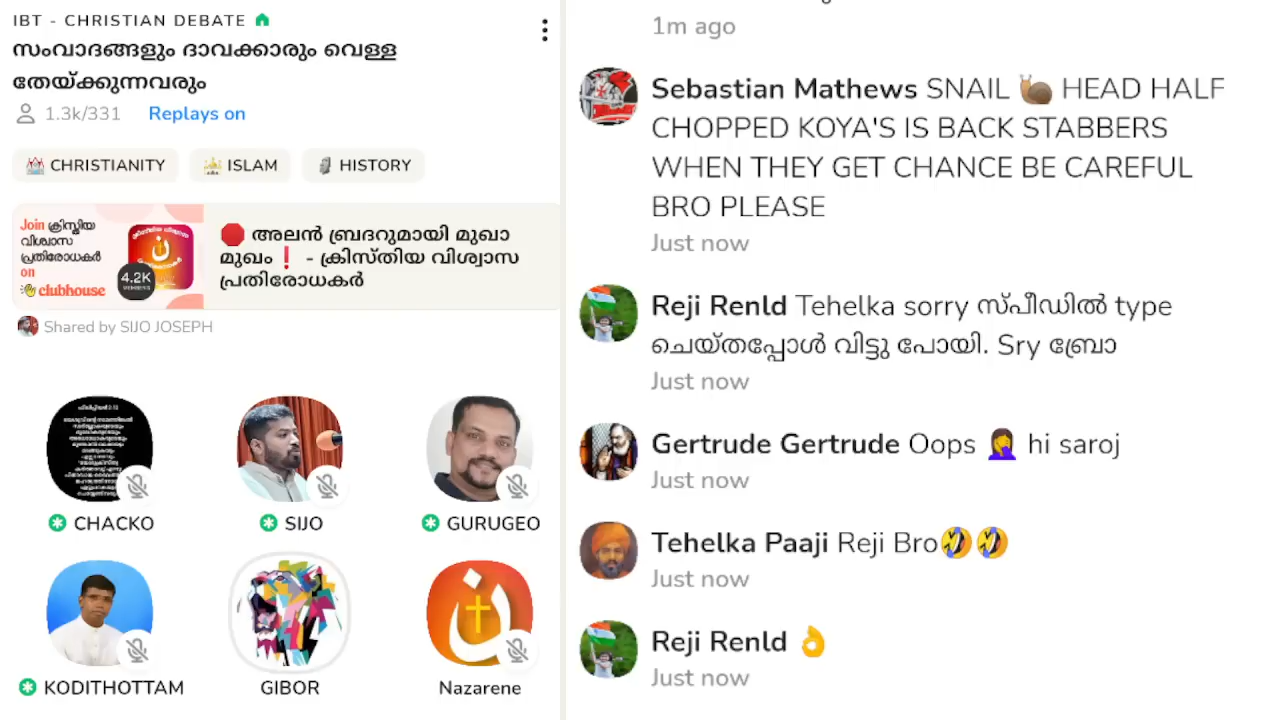 IBT - CHRISTIAN DEBATE
സംവാദങ്ങളും ദാവക്കാരും വെള്ള
തേയ്ക്കുന്നവരും
1.3k/331 Replays on
CHRISTIANITY ISLAM HISTORY
Join ക്രിസ്തിയ
വിശ്വാസ
പ്രതിരോധകർ
on
clubhouse
4.2K
MEMBERS
🛑 അലൻ ബ്രദറുമായി മുഖാ
മുഖം❗ - ക്രിസ്തിയ വിശ്വാസ
പ്രതിരോധകർ
Shared by SIJO JOSEPH
CHACKO SIJO GURUGEO
KODITHOTTAM GIBOR Nazarene
1m ago
Sebastian Mathews SNAIL 🐌 HEAD HALF
CHOPPED KOYA'S IS BACK STABBERS
WHEN THEY GET CHANCE BE CAREFUL
BRO PLEASE
Just now
Reji Renld Tehelka sorry സ്പീഡിൽ type
ചെയ്തപ്പോൾ വിട്ടു പോയി. Sry ബ്രോ
Just now
Gertrude Gertrude Oops 🤦‍♀️ hi saroj
Just now
Tehelka Paaji Reji Bro🤣🤣
Just now
Reji Renld 👌
Just now